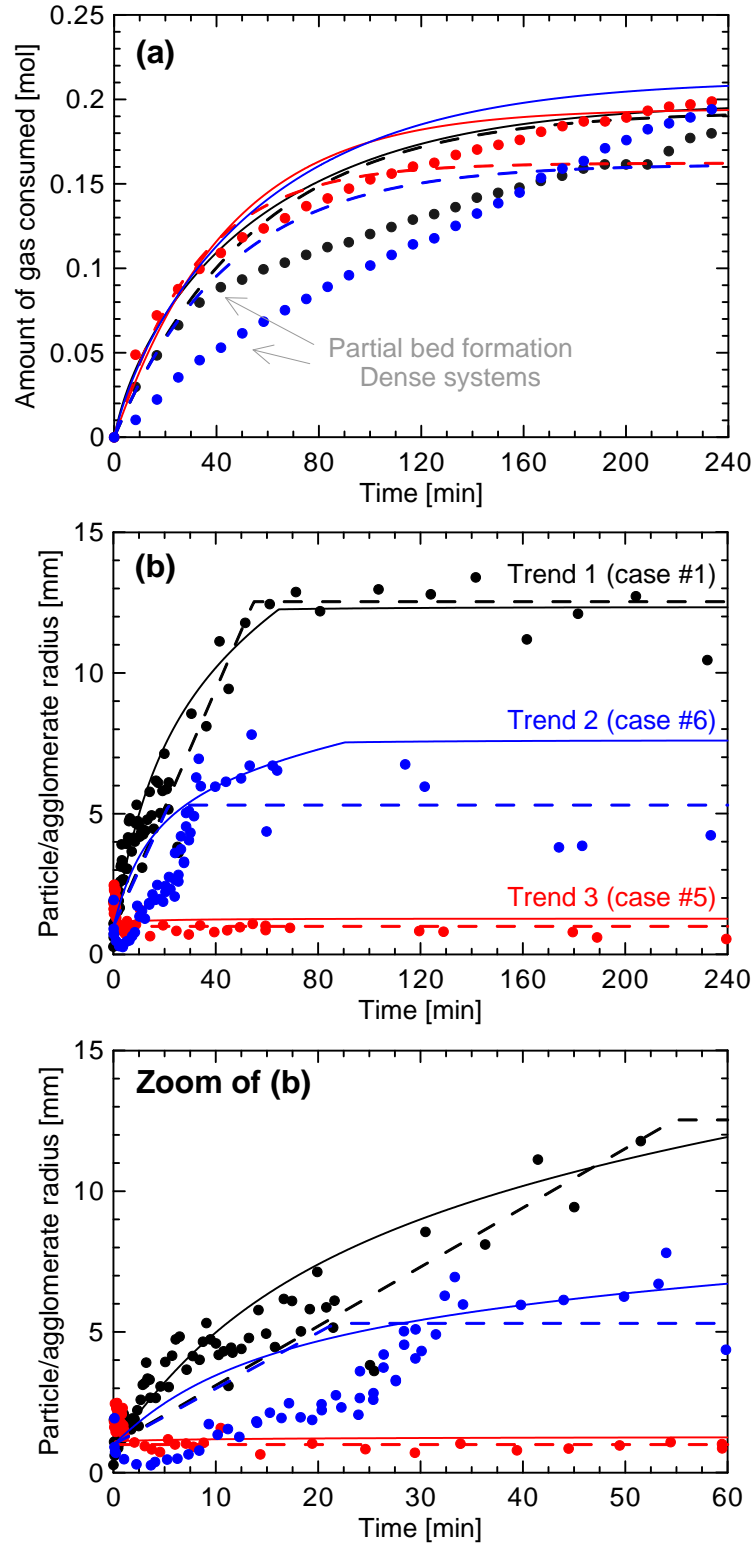 (a)
Amount of gas consumed [mol]
0.2
0.15
0.1
0.05
0
Partial bed formation
Dense systems
0 40 80 120 160 200 240
Time [min]
(b)
Particle/agglomerate radius [mm]
15
10
5
0
Trend 1 (case #1)
Trend 2 (case #6)
Trend 3 (case #5)
0 40 80 120 160 200 240
Time [min]
Zoom of (b)
Particle/agglomerate radius [mm]
15
10
5
0
0 10 20 30 40 50 60
Time [min]